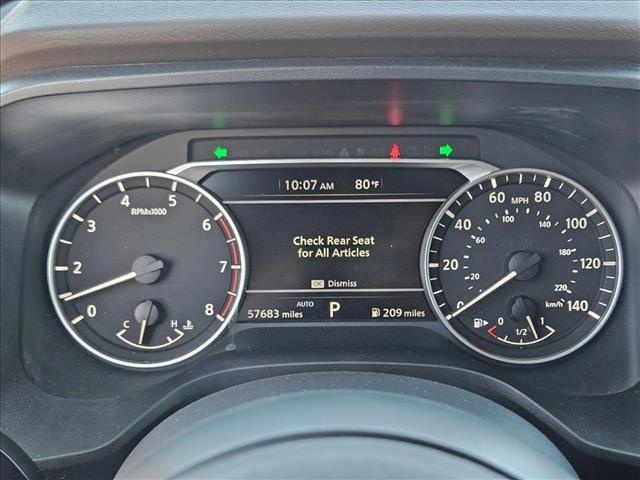 10:07 AM 80°F
Check Rear Seat
for All Articles
OK Dismiss
AUTO
57683 miles P 209 miles
RPMx1000
0 1 2 3 4 5 6 7 8
C H
MPH
0 20 40 60 80 100 120 140
20 60 100 140 180 220
km/h
0 1/2 1